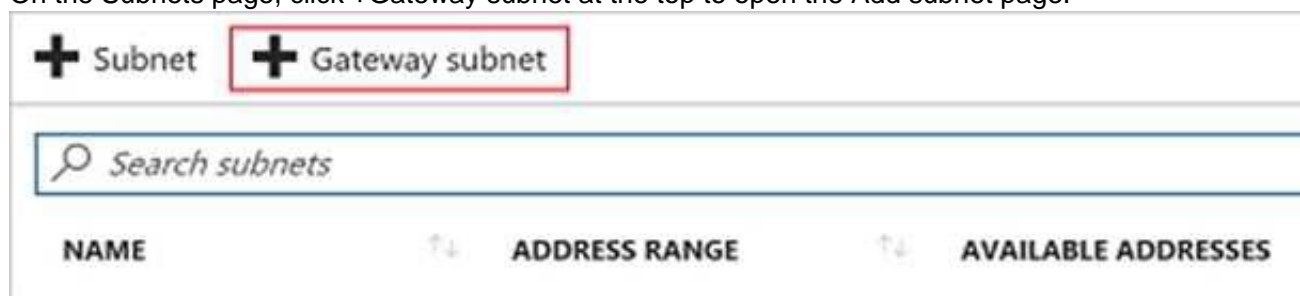 On the Subnets page, click +Gateway subnet at the top to open the Add subnet page.
Subnet Gateway subnet
Search subnets
NAME ADDRESS RANGE AVAILABLE ADDRESSES